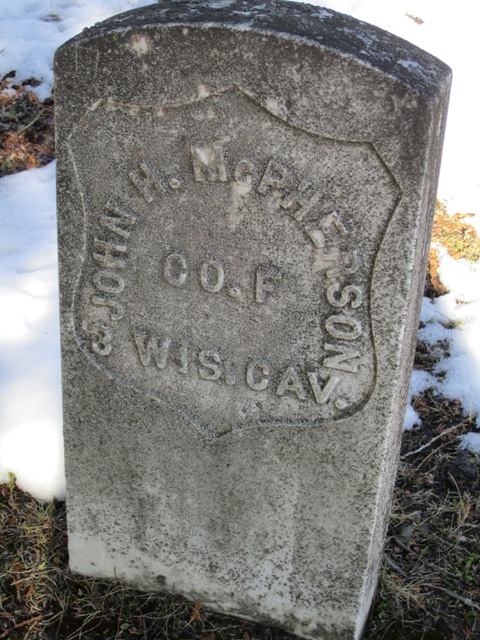 JOHN H. McPHERSON
CO. F
3 WIS. CAV.